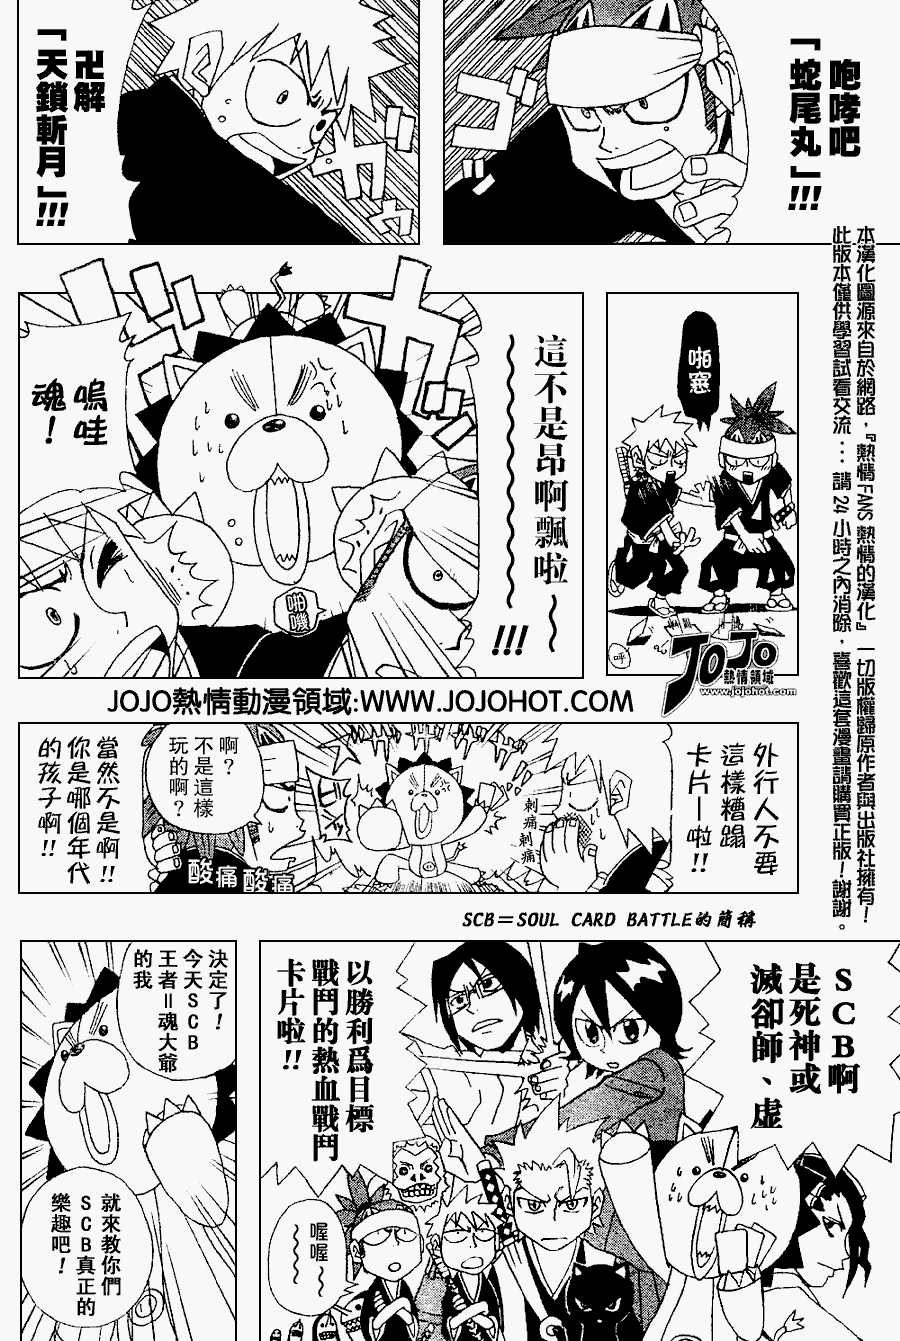 咆哮吧
「蛇尾丸」!!!
卍解
「天鎖斬月」!!!
本漢化圖源來自於網路，『熱情FANS 熱情的漢化』 一切版權歸原作者與出版社擁有！
此版本僅供學習試看交流... 請24小時之內消除，喜歡這套漫畫請購買正版！謝謝。
啪窓
呼
JOJO
熱情領域
www.jojohot.com
這不是昂啊飄啦～～!!!
嗚哇
魂！
啪嘰
JOJO熱情動漫領域:WWW.JOJOHOT.COM
外行人不要
這樣糟蹋
卡片一啦!!
刺痛刺痛
啊？
不是這樣
玩的啊？
酸痛酸痛
當然不是啊!!
你是哪個年代
的孩子啊!!
SCB＝SOUL CARD BATTLE的簡稱
SCB啊
是死神或
滅卻師、虛
以勝利爲目標
戰鬥的熱血戰鬥
卡片啦!!
喔喔～～
決定了！
今天SCB
王者＝魂大爺
的我
就來教你們
SCB真正的
樂趣吧！